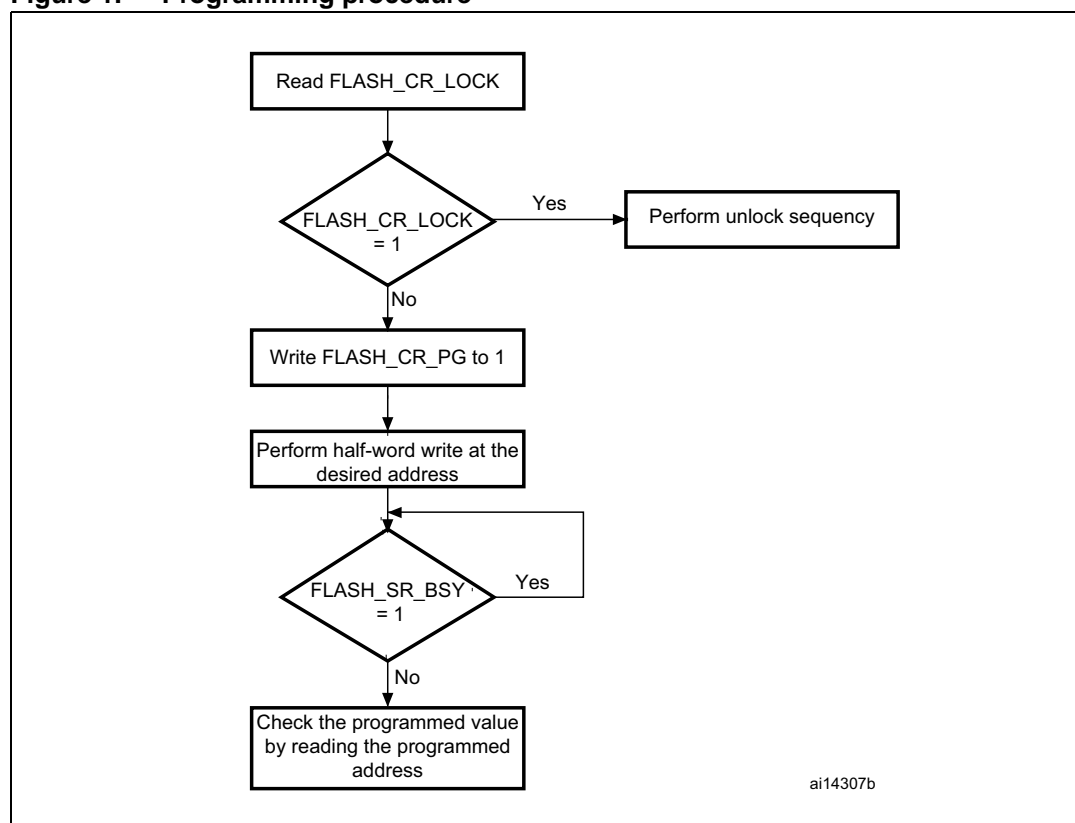 Figure 1. Programming procedure
Read FLASH_CR_LOCK
FLASH_CR_LOCK
= 1
Yes
Perform unlock sequency
No
Write FLASH_CR_PG to 1
Perform half-word write at the
desired address
FLASH_SR_BSY
= 1
Yes
No
Check the programmed value
by reading the programmed
address
ai14307b